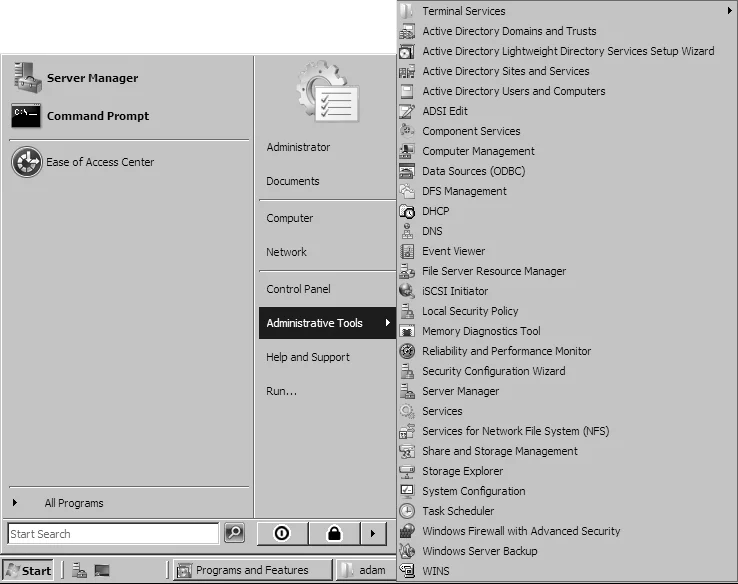 Server Manager
Command Prompt
Ease of Access Center
All Programs
Start Search
Administrator
Documents
Computer
Network
Control Panel
Administrative Tools
Help and Support
Run...
Terminal Services
Active Directory Domains and Trusts
Active Directory Lightweight Directory Services Setup Wizard
Active Directory Sites and Services
Active Directory Users and Computers
ADSI Edit
Component Services
Computer Management
Data Sources (ODBC)
DFS Management
DHCP
DNS
Event Viewer
File Server Resource Manager
iSCSI Initiator
Local Security Policy
Memory Diagnostics Tool
Reliability and Performance Monitor
Security Configuration Wizard
Server Manager
Services
Services for Network File System (NFS)
Share and Storage Management
Storage Explorer
System Configuration
Task Scheduler
Windows Firewall with Advanced Security
Windows Server Backup
WINS
Start
Programs and Features
adam